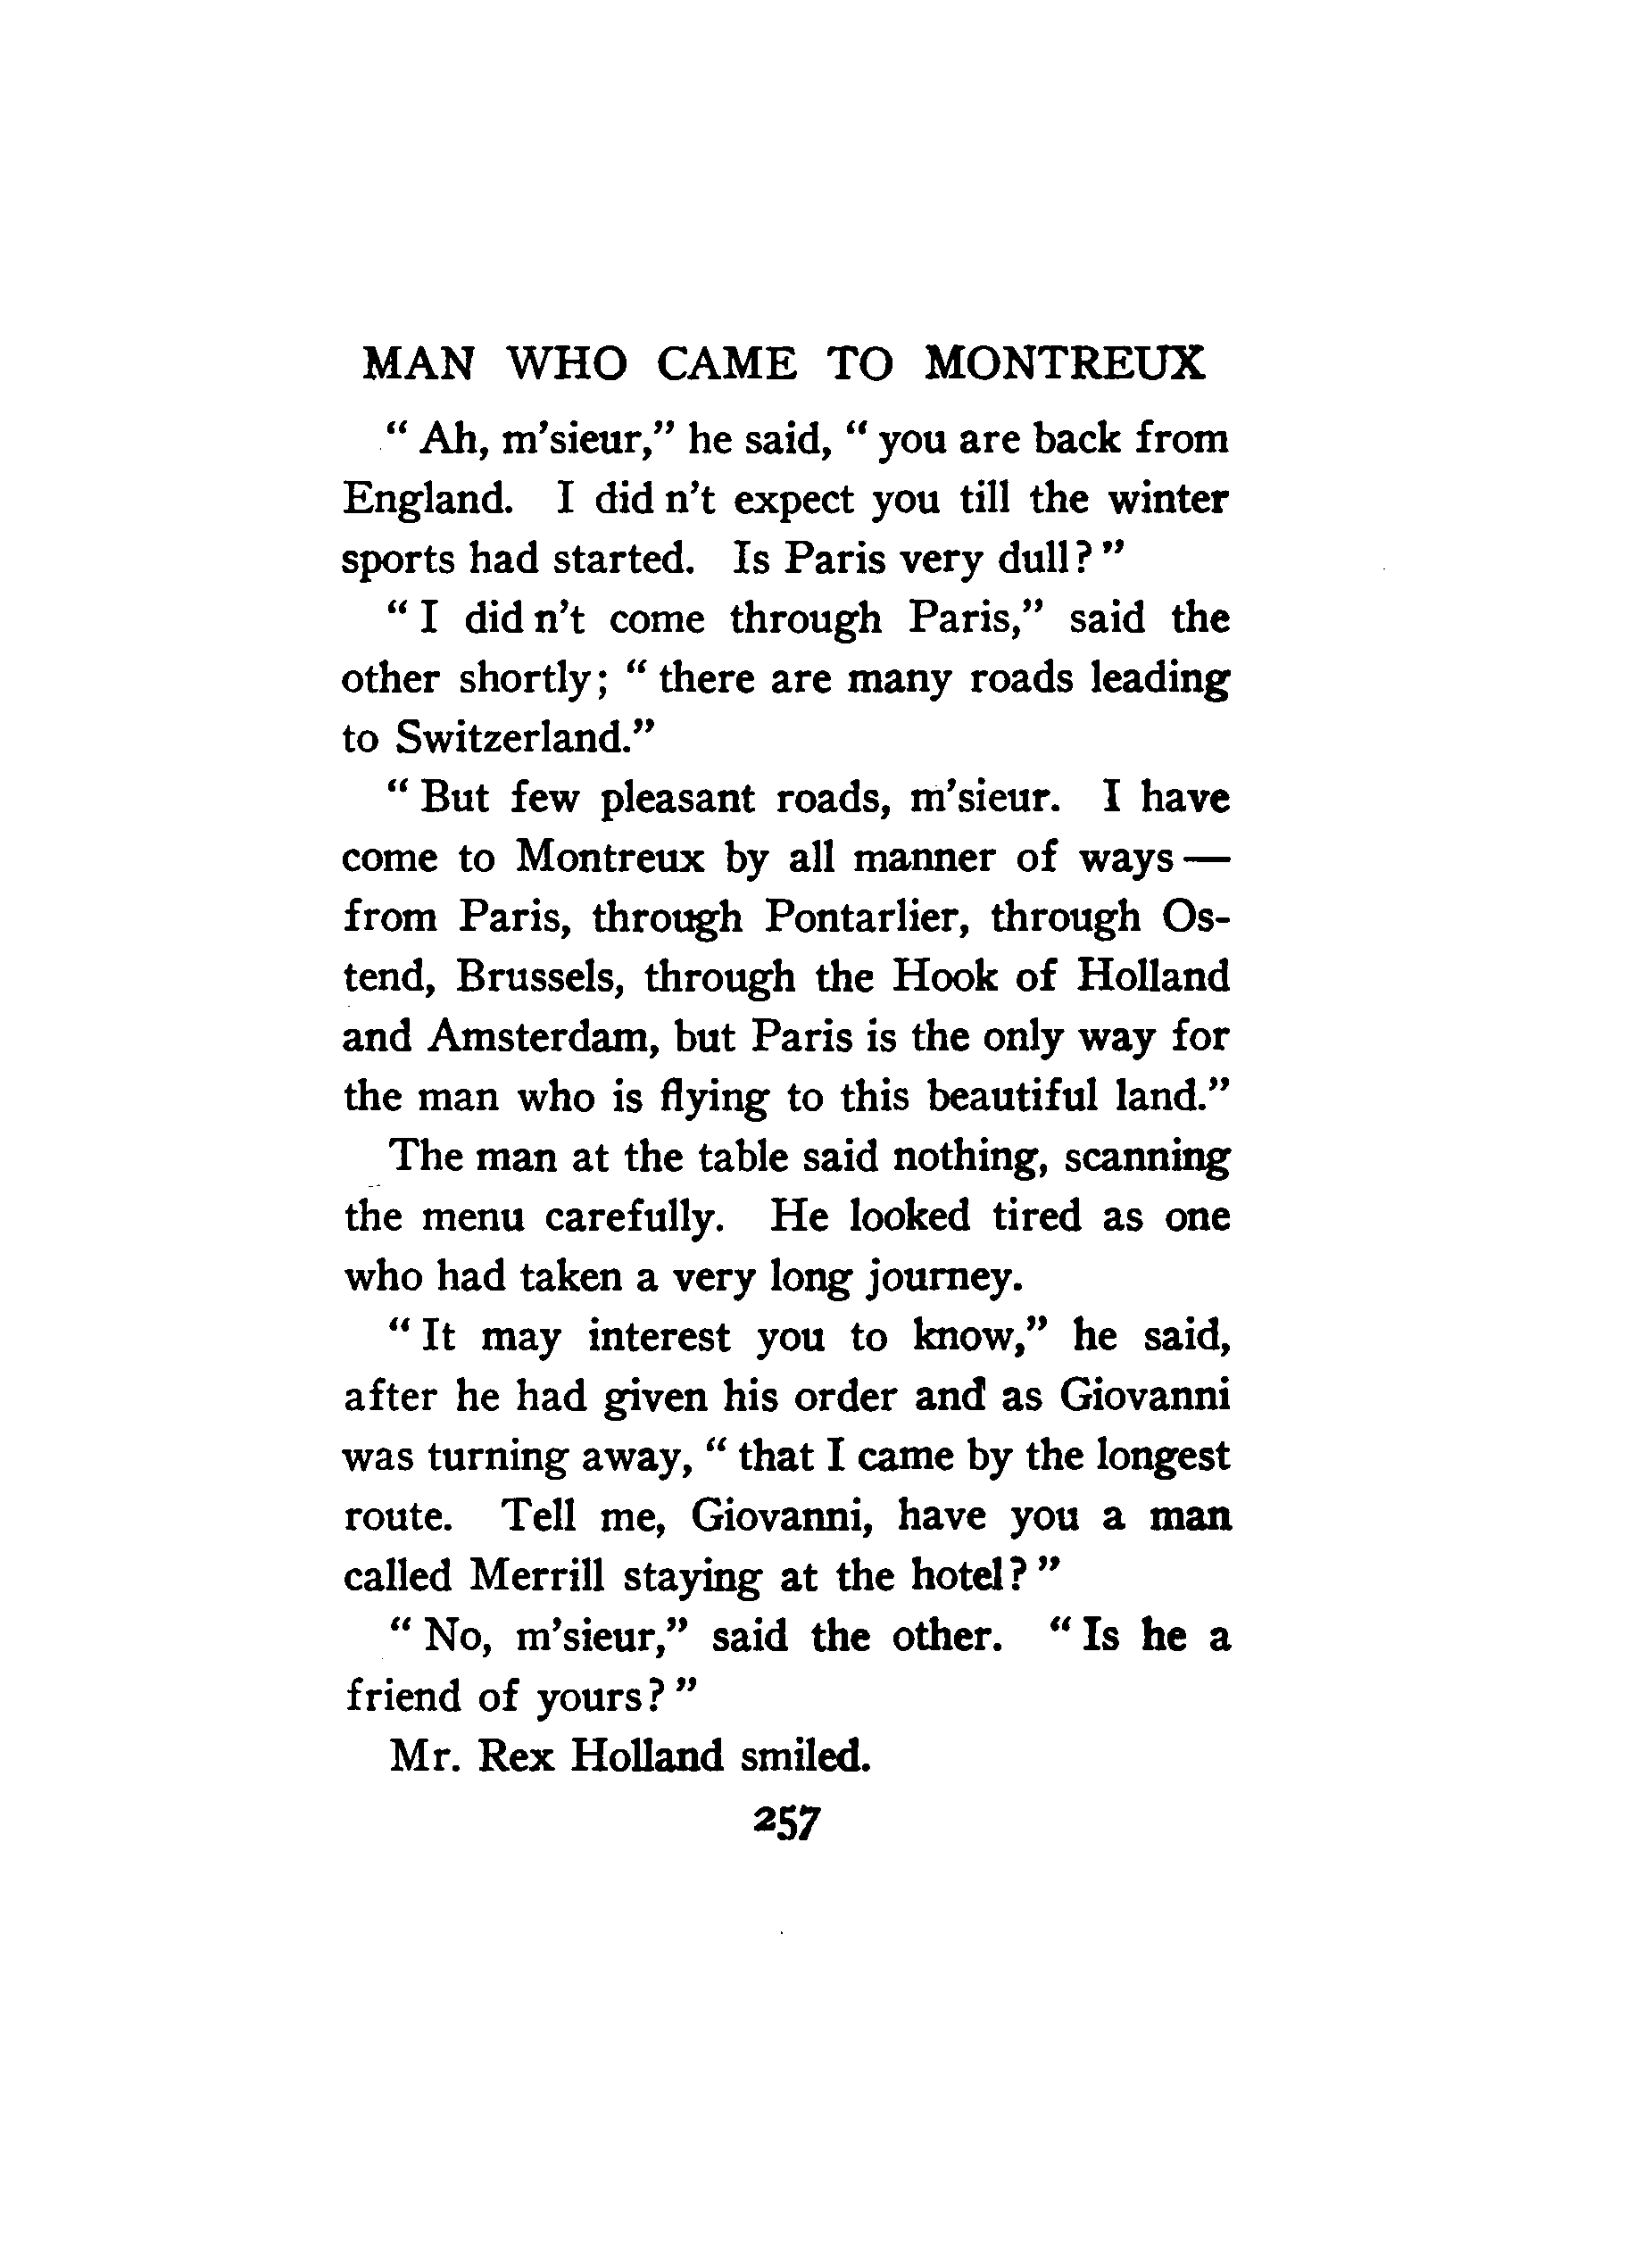 MAN WHO CAME TO MONTREUX
“ Ah, m’sieur,” he said, “ you are back from
England. I did n’t expect you till the winter
sports had started. Is Paris very dull? ”
“ I did n’t come through Paris,” said the
other shortly; “ there are many roads leading
to Switzerland.”
“ But few pleasant roads, m’sieur. I have
come to Montreux by all manner of ways —
from Paris, through Pontarlier, through Os-
tend, Brussels, through the Hook of Holland
and Amsterdam, but Paris is the only way for
the man who is flying to this beautiful land.”
The man at the table said nothing, scanning
the menu carefully. He looked tired as one
who had taken a very long journey.
“ It may interest you to know,” he said,
after he had given his order and as Giovanni
was turning away, “ that I came by the longest
route. Tell me, Giovanni, have you a man
called Merrill staying at the hotel? ”
“ No, m’sieur,” said the other. “ Is he a
friend of yours? ”
Mr. Rex Holland smiled.
257